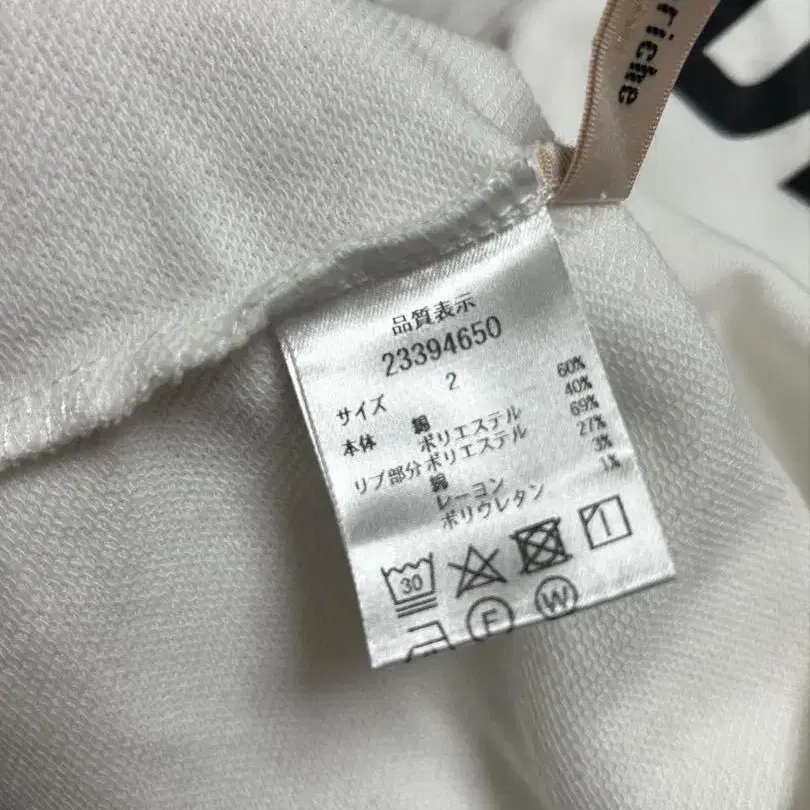 riche
品質表示
23394650
サイズ 2
本体 綿 60%
ポリエステル 40%
リブ部分 ポリエステル 69%
綿 27%
レーヨン 3%
ポリウレタン 1%
30
F W